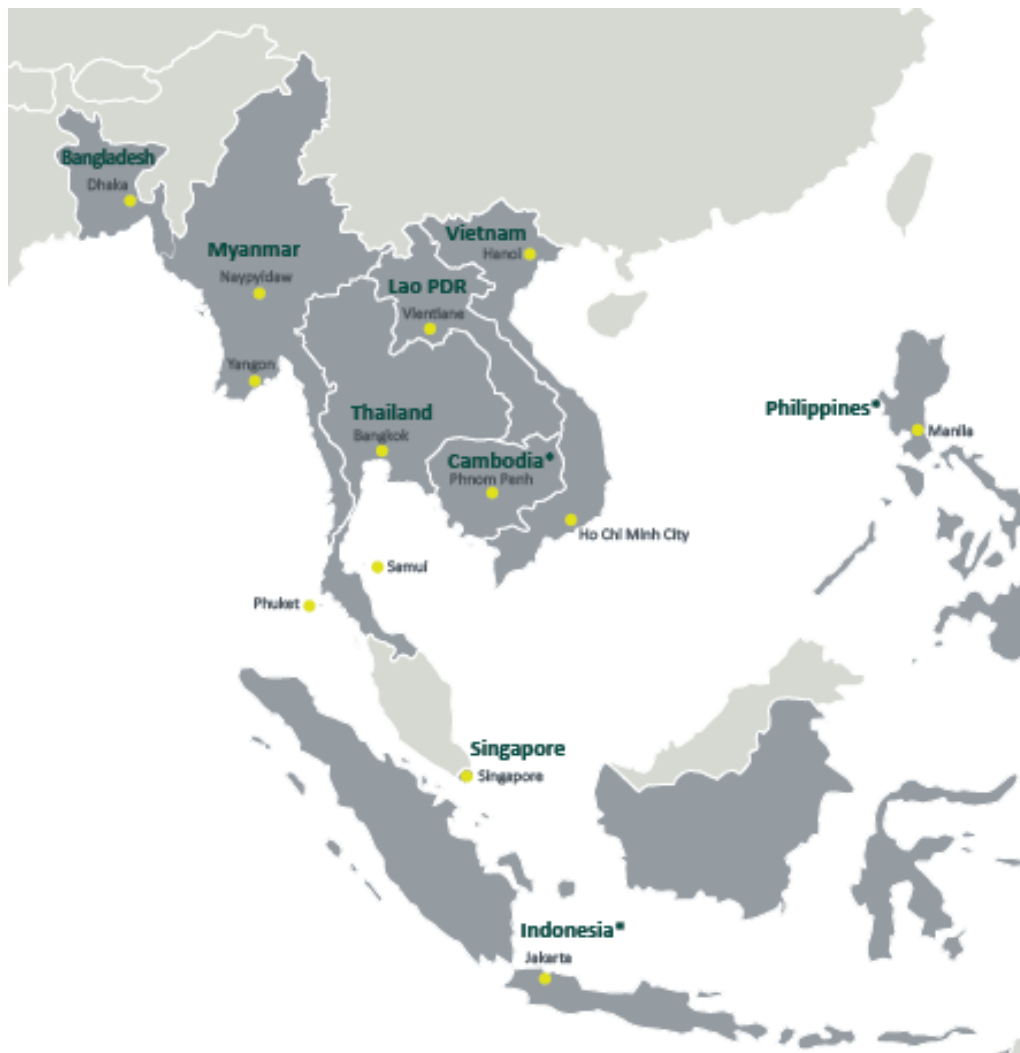 Bangladesh
Dhaka
Myanmar
Naypyidaw
Yangon
Vietnam
Hanoi
Lao PDR
Vientiane
Thailand
Bangkok
Cambodia*
Phnom Penh
Ho Chi Minh City
Samui
Phuket
Philippines*
Manila
Singapore
Singapore
Indonesia*
Jakarta